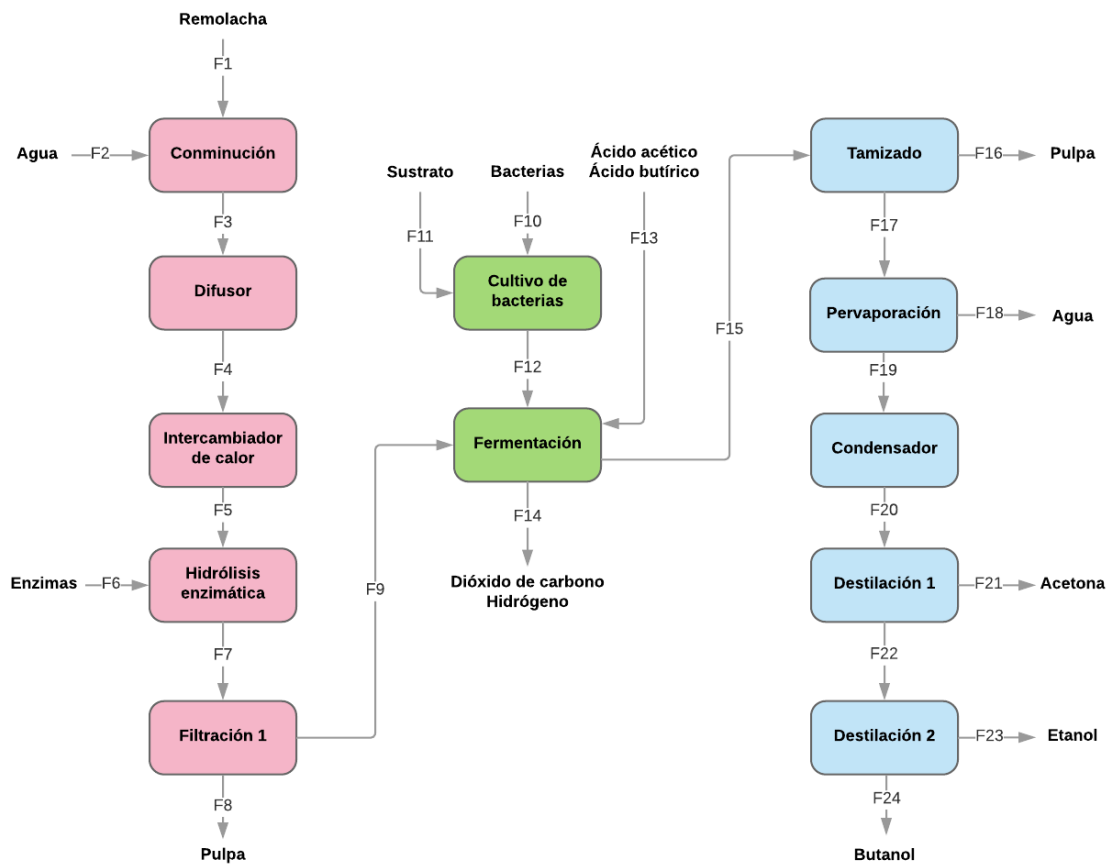 Remolacha
F1
Agua
F2
Conminución
F3
Difusor
F4
Intercambiador
de calor
F5
Enzimas
F6
Hidrólisis
enzimática
F7
Filtración 1
F8
Pulpa
F9
Sustrato
Bacterias
Ácido acético
Ácido butírico
F11
F10
F13
Cultivo de
bacterias
F12
Fermentación
F14
Dióxido de carbono
Hidrógeno
F15
Tamizado
F16
Pulpa
F17
Pervaporación
F18
Agua
F19
Condensador
F20
Destilación 1
F21
Acetona
F22
Destilación 2
F23
Etanol
F24
Butanol